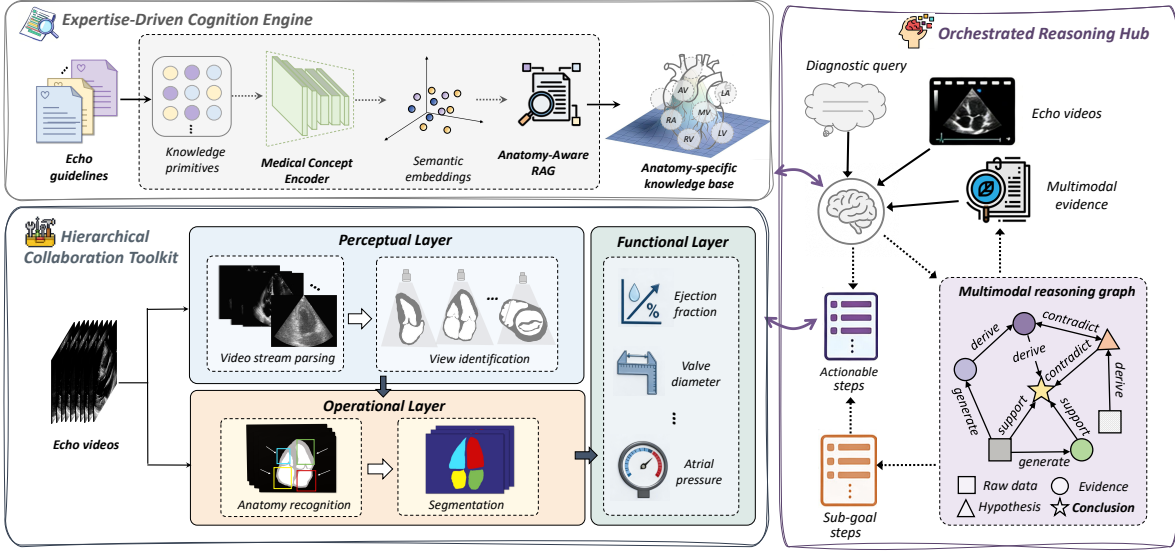 Expertise-Driven Cognition Engine
Echo
guidelines
Knowledge
primitives
Medical Concept
Encoder
Semantic
embeddings
Anatomy-Aware
RAG
AV
LA
RA
MV
RV
LV
Anatomy-specific
knowledge base
Hierarchical
Collaboration Toolkit
Echo videos
Perceptual Layer
Video stream parsing
View identification
Operational Layer
Anatomy recognition
Segmentation
Functional Layer
%
Ejection
fraction
Valve
diameter
Atrial
pressure
Orchestrated Reasoning Hub
Diagnostic query
Echo videos
Multimodal
evidence
Actionable
steps
Sub-goal
steps
Multimodal reasoning graph
derive
contradict
derive
contradict
derive
generate
support
support
generate
Raw data
Evidence
Hypothesis
Conclusion